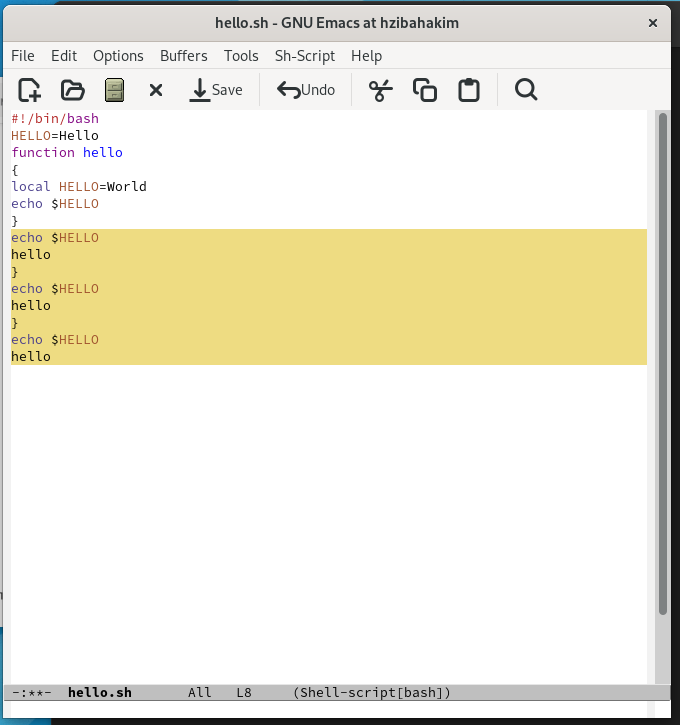 hello.sh - GNU Emacs at hzibahakim ×
File Edit Options Buffers Tools Sh-Script Help
Save Undo
#!/bin/bash
HELLO=Hello
function hello
{
local HELLO=World
echo $HELLO
}
echo $HELLO
hello
}
echo $HELLO
hello
}
echo $HELLO
hello
-:**- hello.sh All L8 (Shell-script[bash])